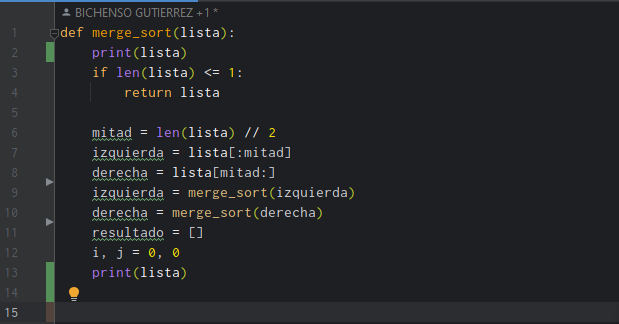 BICHENSO GUTIERREZ +1 *
1 def merge_sort(lista):
2 print(lista)
3 if len(lista) <= 1:
4 return lista
5
6 mitad = len(lista) // 2
7 izquierda = lista[:mitad]
8 derecha = lista[mitad:]
9 izquierda = merge_sort(izquierda)
10 derecha = merge_sort(derecha)
11 resultado = []
12 i, j = 0, 0
13 print(lista)
14
15